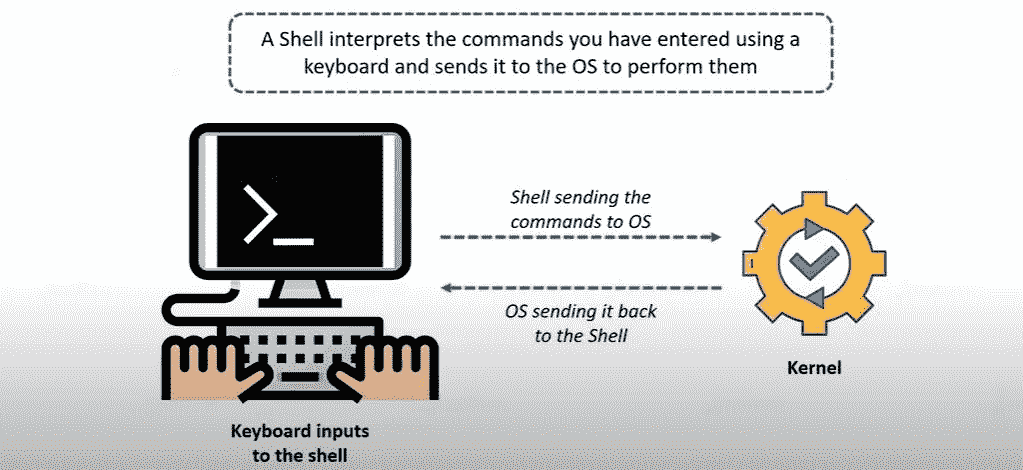 A Shell interprets the commands you have entered using a
keyboard and sends it to the OS to perform them
Shell sending the
commands to OS
OS sending it back
to the Shell
Kernel
Keyboard inputs
to the shell